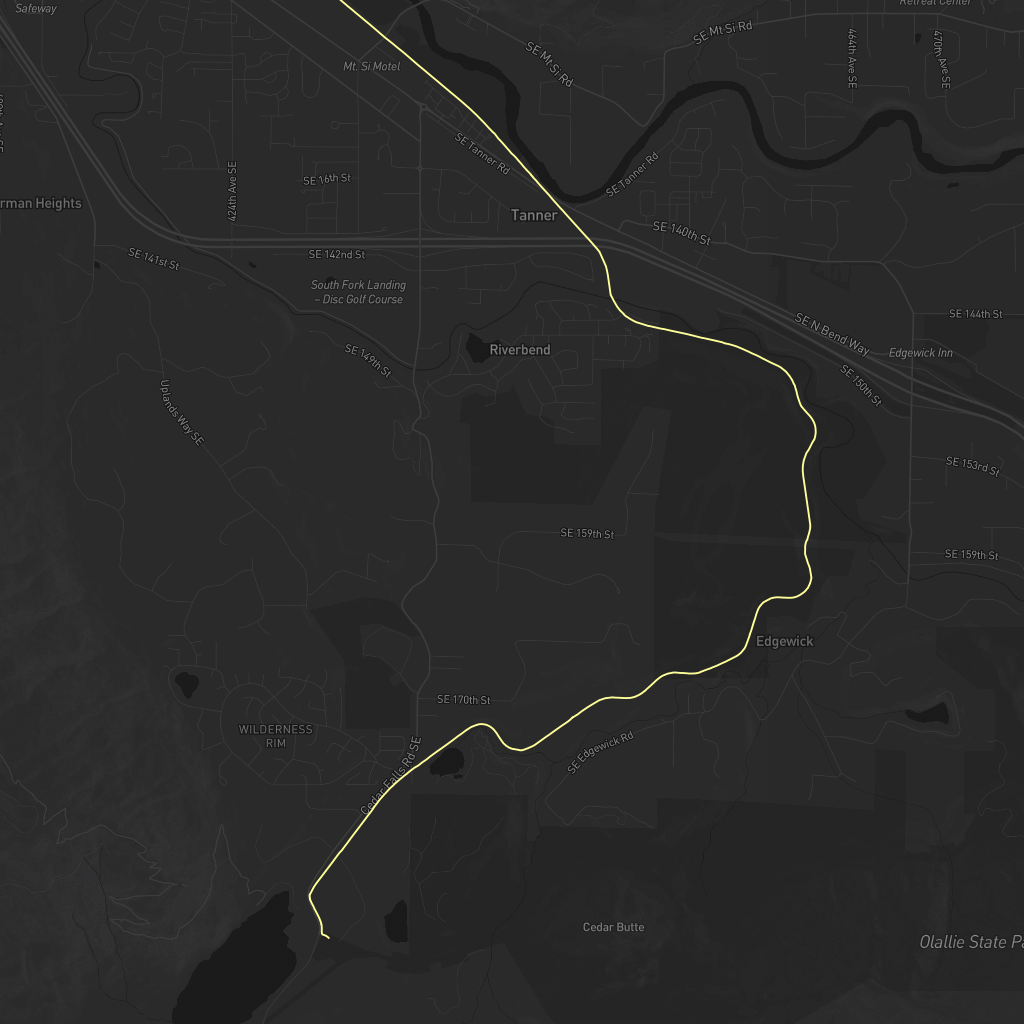 Safeway
Retreat Center
SE Mt Si Rd
SE Mt Si Rd
464th Ave SE
470th Ave SE
Mt. Si Motel
SE Tanner Rd
SE Tanner Rd
424th Ave SE
SE 16th St
rman Heights
Tanner
SE 140th St
SE 141st St
SE 142nd St
South Fork Landing
– Disc Golf Course
SE 144th St
SE N Bend Way
Edgewick Inn
SE 149th St
Riverbend
SE 150th St
Uplands Way SE
SE 153rd St
SE 159th St
SE 159th St
Edgewick
SE 170th St
WILDERNESS
RIM
SE Edgewick Rd
Cedar Falls Rd SE
Cedar Butte
Olallie State Pa